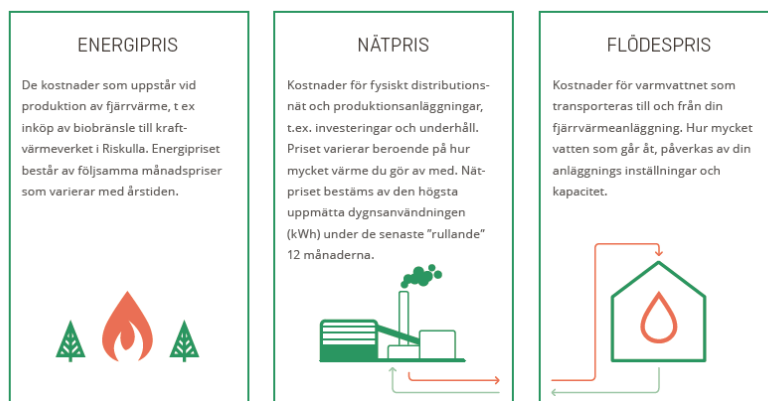 ENERGIPRIS
De kostnader som uppstår vid
produktion av fjärrvärme, t ex
inköp av biobränsle till kraft-
värmeverket i Riskulla. Energipriset
består av följsamma månadspriser
som varierar med årstiden.
NÄTPRIS
Kostnader för fysiskt distributions-
nät och produktionsanläggningar,
t.ex. investeringar och underhåll.
Priset varierar beroende på hur
mycket värme du gör av med. Nät-
priset bestäms av den högsta
uppmätta dygnsanvändningen
(kWh) under de senaste ”rullande”
12 månaderna.
FLÖDESPRIS
Kostnader för varmvattnet som
transporteras till och från din
fjärrvärmeanläggning. Hur mycket
vatten som går åt, påverkas av din
anläggnings inställningar och
kapacitet.